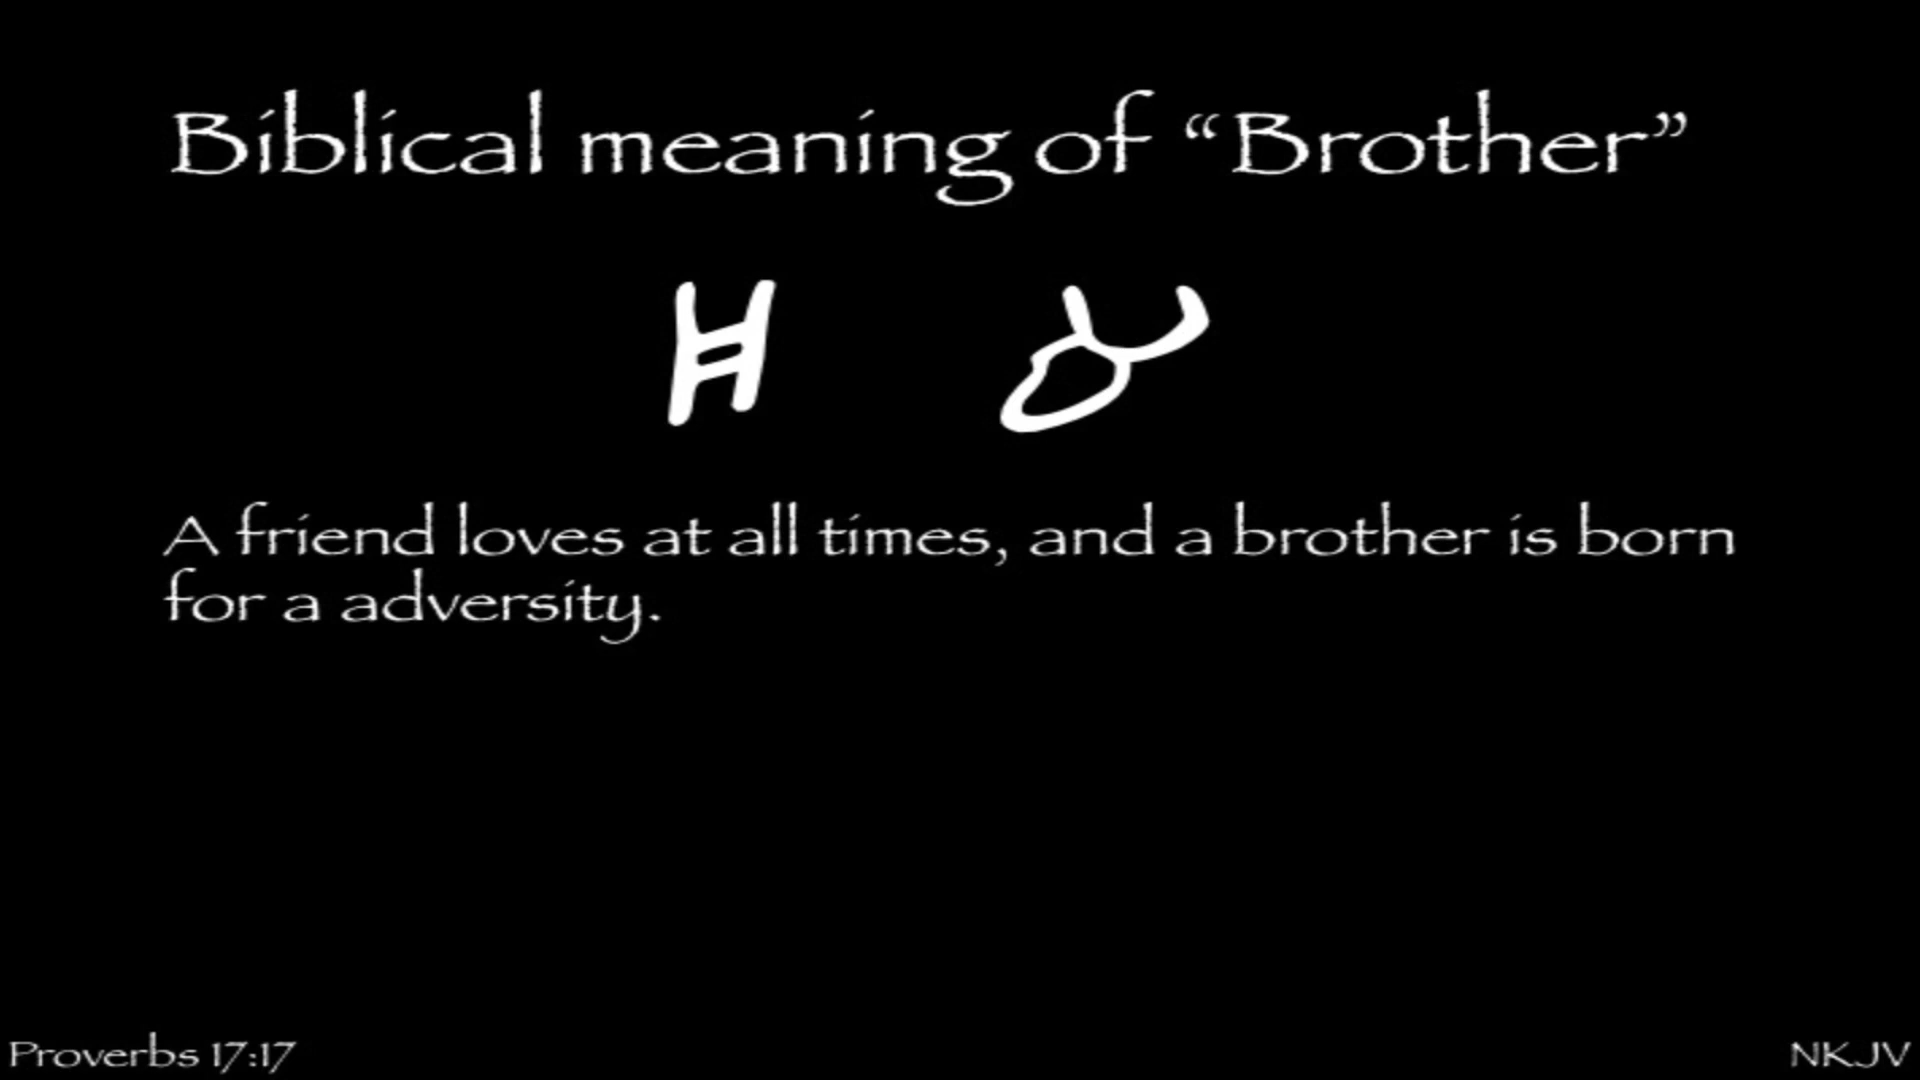 Biblical meaning of “Brother”
A friend loves at all times, and a brother is born
for a adversity.
Proverbs 17:17
NKJV